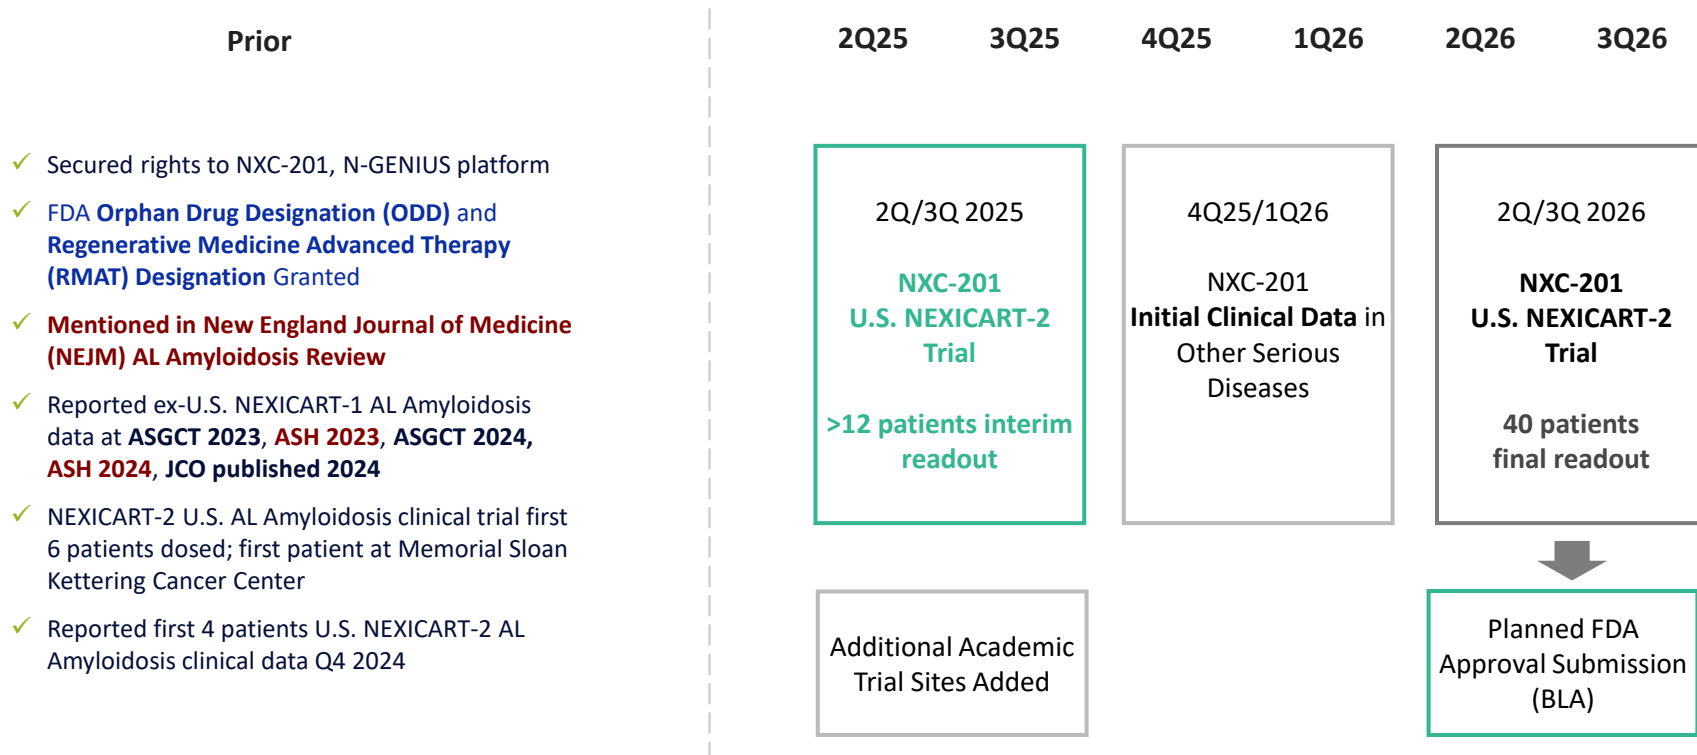 Prior
✓ Secured rights to NXC-201, N-GENIUS platform
✓ FDA Orphan Drug Designation (ODD) and
Regenerative Medicine Advanced Therapy
(RMAT) Designation Granted
✓ Mentioned in New England Journal of Medicine
(NEJM) AL Amyloidosis Review
✓ Reported ex-U.S. NEXICART-1 AL Amyloidosis
data at ASGCT 2023, ASH 2023, ASGCT 2024,
ASH 2024, JCO published 2024
✓ NEXICART-2 U.S. AL Amyloidosis clinical trial first
6 patients dosed; first patient at Memorial Sloan
Kettering Cancer Center
✓ Reported first 4 patients U.S. NEXICART-2 AL
Amyloidosis clinical data Q4 2024
2Q25 3Q25 4Q25 1Q26 2Q26 3Q26
2Q/3Q 2025
NXC-201
U.S. NEXICART-2
Trial
>12 patients interim
readout
Additional Academic
Trial Sites Added
4Q25/1Q26
NXC-201
Initial Clinical Data in
Other Serious
Diseases
2Q/3Q 2026
NXC-201
U.S. NEXICART-2
Trial
40 patients
final readout
Planned FDA
Approval Submission
(BLA)